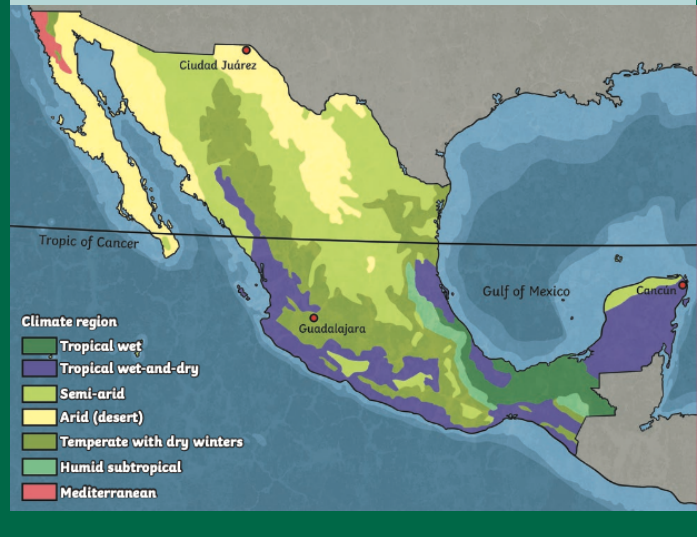 Ciudad Juárez
Tropic of Cancer
Gulf of Mexico
Cancún
Guadalajara
Climate region
Tropical wet
Tropical wet-and-dry
Semi-arid
Arid (desert)
Temperate with dry winters
Humid subtropical
Mediterranean